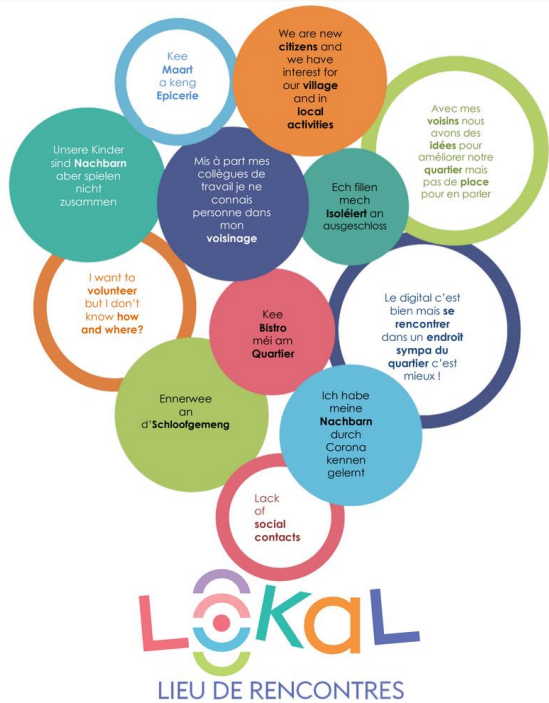 Kee
Maart
a keng
Epicerie
We are new
citizens and
we have
interest for
our village
and in
local
activities
Avec mes
voisins nous
avons des
idées pour
améliorer notre
quartier mais
pas de place
pour en parler
Unsere Kinder
sind Nachbarn
aber spielen
nicht
zusammen
Mis à part mes
collègues de
travail je ne
connais
personne dans
mon
voisinage
Ech fillen
mech
Isoléiert an
ausgeschloss
I want to
volunteer
but I don't
know how
and where?
Kee
Bistro
méi am
Quartier
Le digital c'est
bien mais se
rencontrer
dans un endroit
sympa du
quartier c'est
mieux !
Ennerwee
an
d'Schloofgemeng
Ich habe
meine
Nachbarn
durch
Corona
kennen
gelernt
Lack
of
social
contacts
LOKaL
LIEU DE RENCONTRES